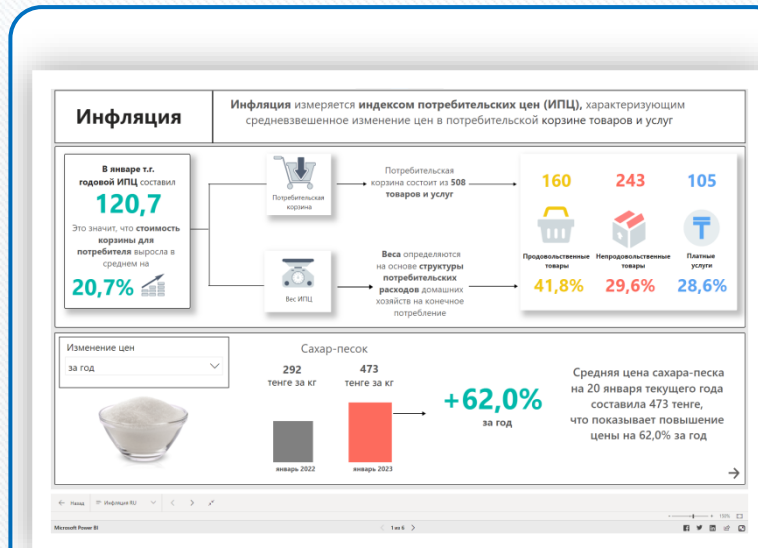 Инфляция
Инфляция измеряется индексом потребительских цен (ИПЦ), характеризующим
средневзвешенное изменение цен в потребительской корзине товаров и услуг
В январе т.г.
годовой ИПЦ составил
120,7
Это значит, что стоимость
корзины для
потребителя выросла в
среднем на
20,7%
Потребительская
корзина
Потребительская
корзина состоит из 508
товаров и услуг
Вес ИПЦ
Веса определяются
на основе структуры
потребительских
расходов домашних
хозяйств на конечное
потребление
160
243
105
Продовольственные
товары
Непродовольственные
товары
Платные
услуги
41,8%
29,6%
28,6%
Изменение цен
за год
Сахар-песок
292
тенге за кг
473
тенге за кг
январь 2022
январь 2023
+62,0%
за год
Средняя цена сахара-песка
на 20 января текущего года
составила 473 тенге,
что показывает повышение
цены на 62,0% за год
Назад
Инфляция RU
100%
Microsoft Power BI
1 из 6